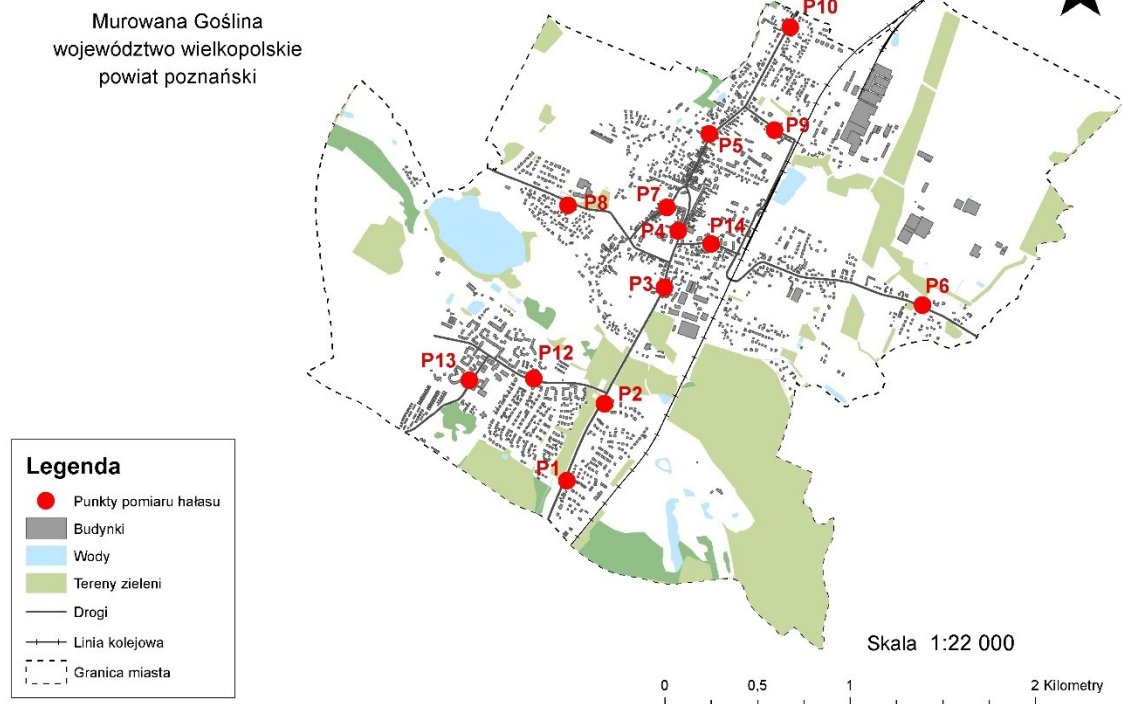 Murowana Goślina
województwo wielkopolskie
powiat poznański
P10
P9
P5
P7
P8
P4
P14
P3
P6
P13
P12
P2
P1
Legenda
Punkty pomiaru hałasu
Budynki
Wody
Tereny zieleni
Drogi
Linia kolejowa
Granica miasta
Skala 1:22 000
0 0,5 1 2 Kilometry